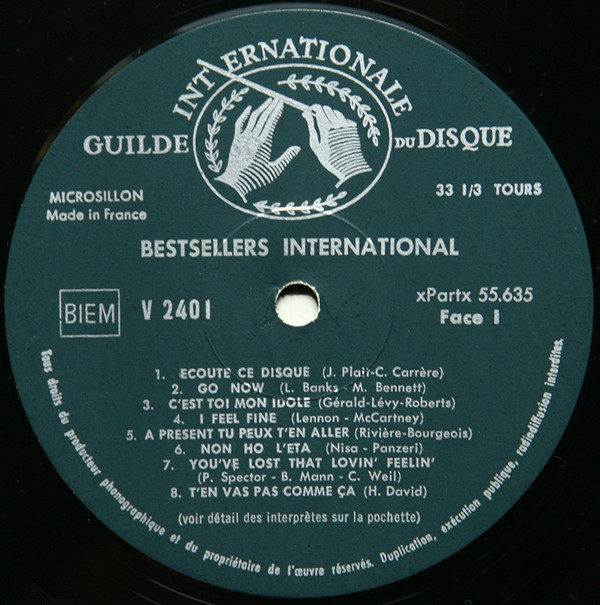 GUILDE INTERNATIONALE DU DISQUE
MICROSILLON
Made in France
33 1/3 TOURS
BESTSELLERS INTERNATIONAL
BIEM
V 2401
xPartx 55.635
Face 1
1. ECOUTE CE DISQUE (J. Plait-C. Carrère)
2. GO NOW (L. Banks - M. Bennett)
3. C'EST TOI MON IDOLE (Gérald-Lévy-Roberts)
4. I FEEL FINE (Lennon - McCartney)
5. A PRESENT TU PEUX T'EN ALLER (Rivière-Bourgeois)
6. NON HO L'ETA (Nisa - Panzeri)
7. YOU'VE LOST THAT LOVIN' FEELIN'
(P. Spector - B. Mann - C. Weil)
8. T'EN VAS PAS COMME ÇA (H. David)
(voir détail des interprètes sur la pochette)
Tous droits du producteur phonographique et du propriétaire de l'œuvre réservés. Duplication, exécution publique, radiodiffusion interdites.